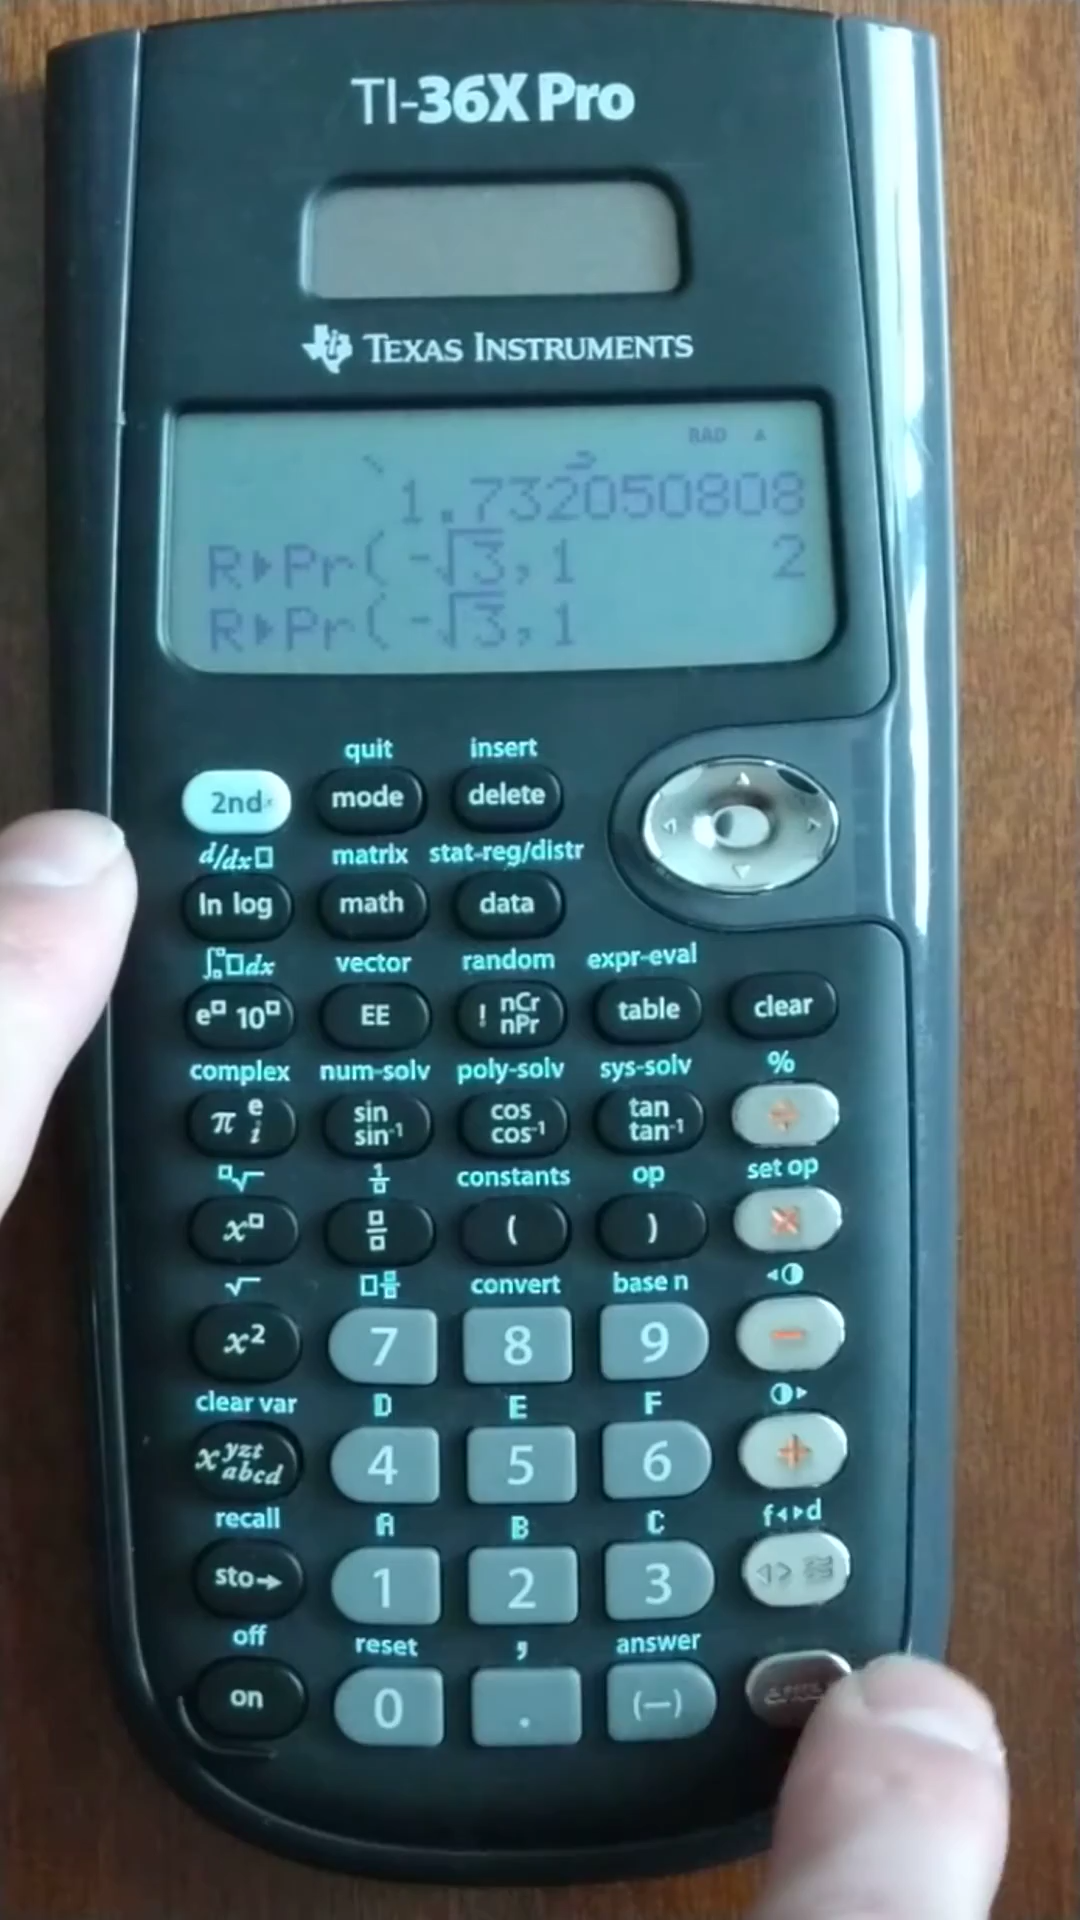 TI-36X Pro
TEXAS INSTRUMENTS
RAD
1.732050808
R▸Pr(-√3,1 2
R▸Pr(-√3,1
quit insert
2nd mode delete
d/dx□ matrix stat-reg/distr
ln log math data
∫□dx vector random expr-eval
e□ 10□ EE ! nCr nPr table clear
complex num-solv poly-solv sys-solv %
π e i sin sin-1 cos cos-1 tan tan-1 ÷
□√ 1/□ constants op set op
x□ □/□ ( ) ×
√ □□/□ convert base n ◂◑
x² 7 8 9 −
clear var D E F ◑▸
x yzt abcd 4 5 6 +
recall A B C f◂▸d
sto→ 1 2 3 ◁▷ ≈
off reset , answer
on 0 . (−)